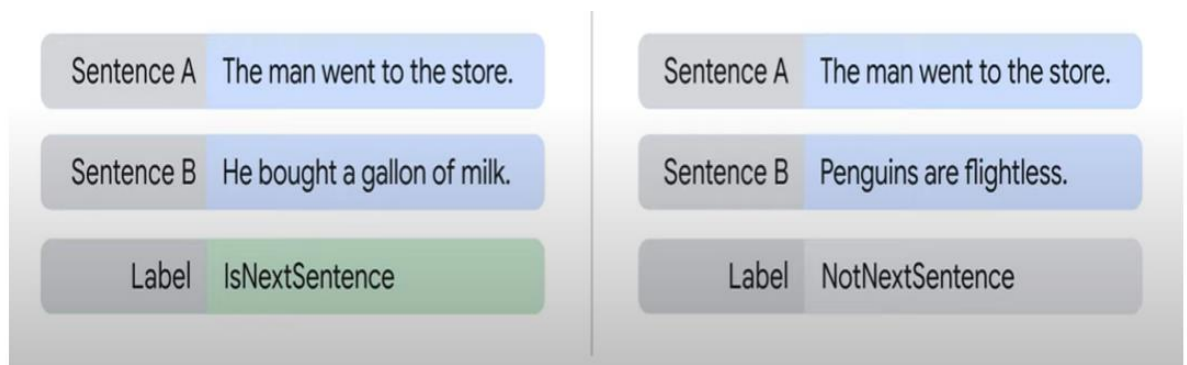 Sentence A The man went to the store.
Sentence B He bought a gallon of milk.
Label IsNextSentence
Sentence A The man went to the store.
Sentence B Penguins are flightless.
Label NotNextSentence